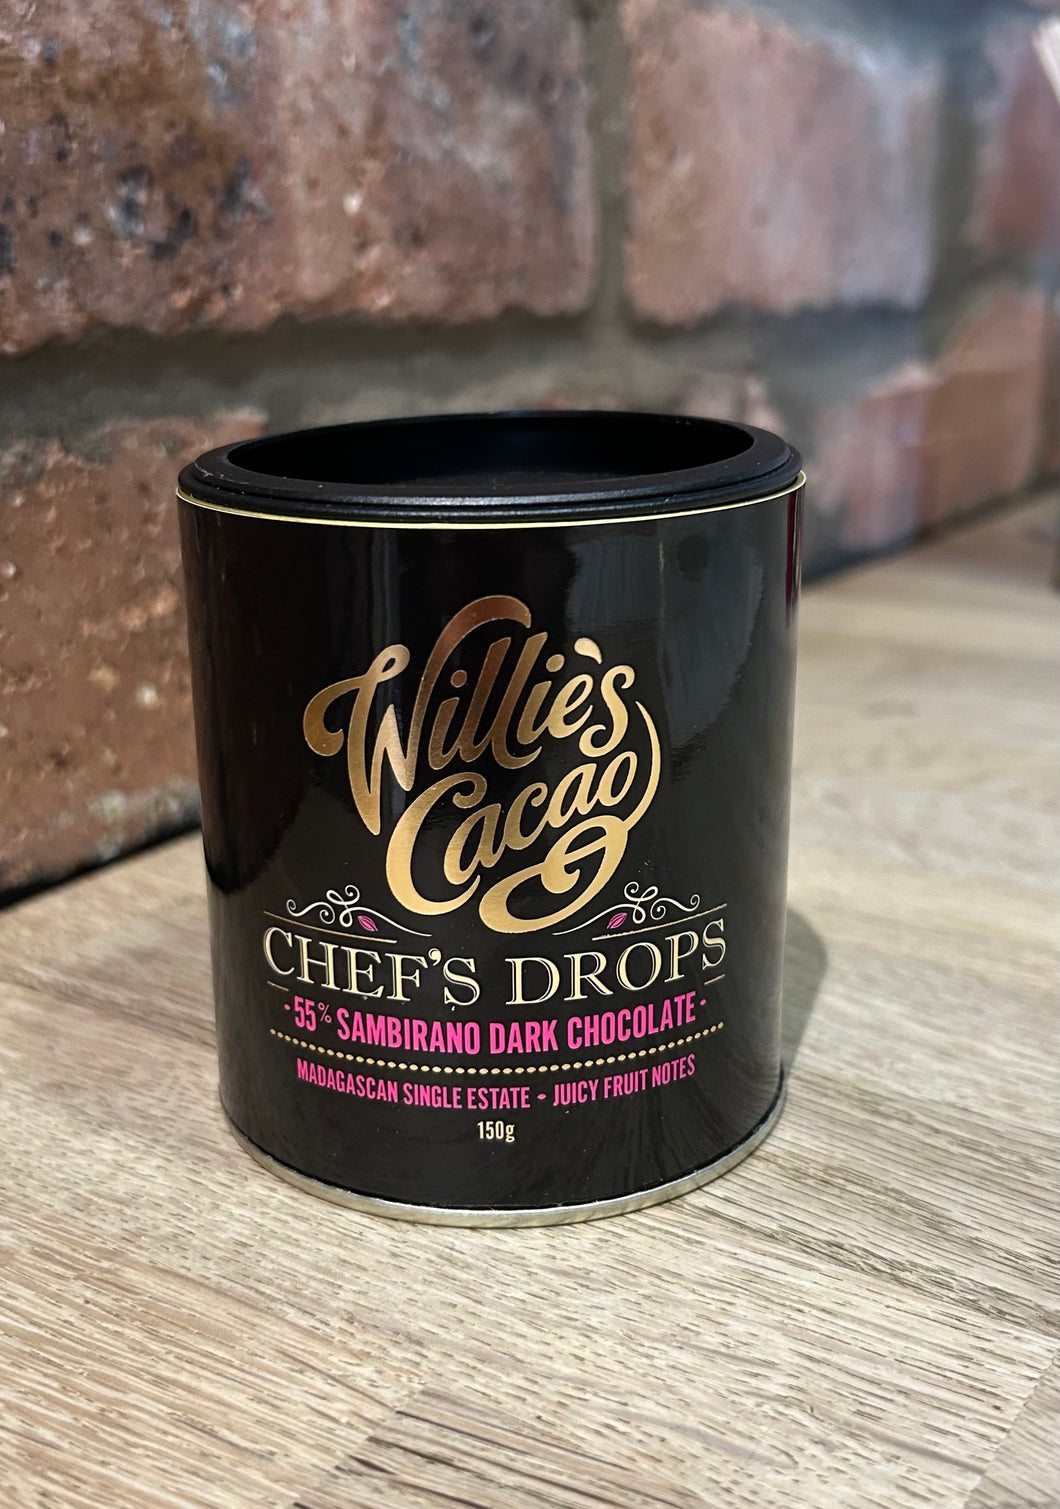 Willie's
Cacao
CHEF'S DROPS
· 55% SAMBIRANO DARK CHOCOLATE ·
MADAGASCAN SINGLE ESTATE • JUICY FRUIT NOTES
150g